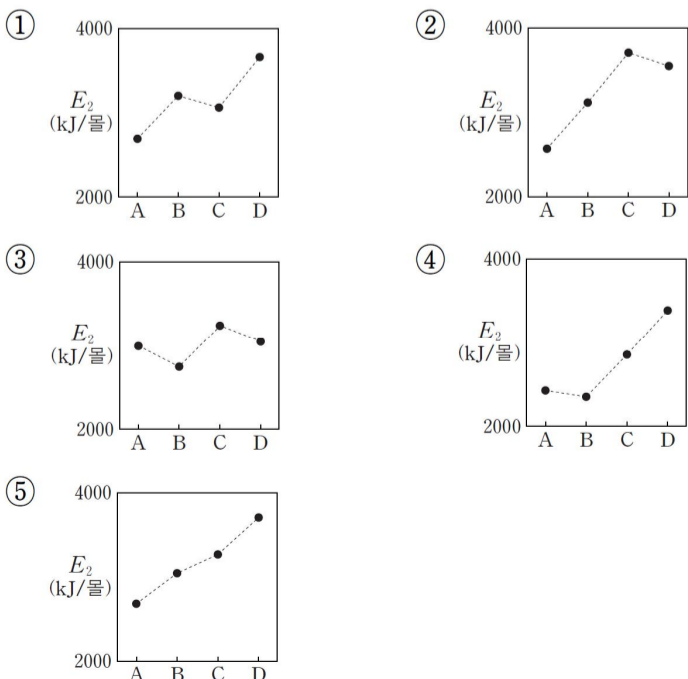 ① 4000
E₂
(kJ/몰)
2000
A B C D
② 4000
E₂
(kJ/몰)
2000
A B C D
③ 4000
E₂
(kJ/몰)
2000
A B C D
④ 4000
E₂
(kJ/몰)
2000
A B C D
⑤ 4000
E₂
(kJ/몰)
2000
A B C D